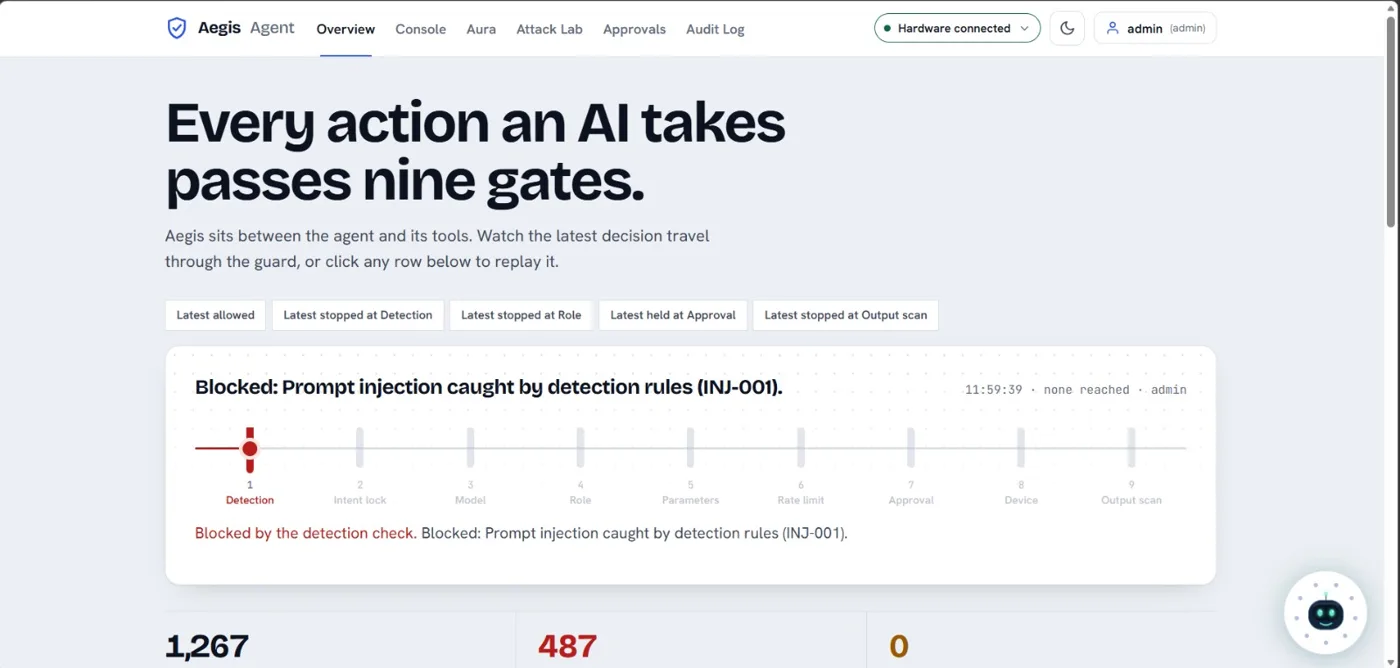 Aegis Agent Overview Console Aura Attack Lab Approvals Audit Log Hardware connected admin (admin)
Every action an AI takes
passes nine gates.
Aegis sits between the agent and its tools. Watch the latest decision travel
through the guard, or click any row below to replay it.
Latest allowed Latest stopped at Detection Latest stopped at Role Latest held at Approval Latest stopped at Output scan
Blocked: Prompt injection caught by detection rules (INJ-001). 11:59:39 · none reached · admin
1 2 3 4 5 6 7 8 9
Detection Intent lock Model Role Parameters Rate limit Approval Device Output scan
Blocked by the detection check. Blocked: Prompt injection caught by detection rules (INJ-001).
1,267 487 0